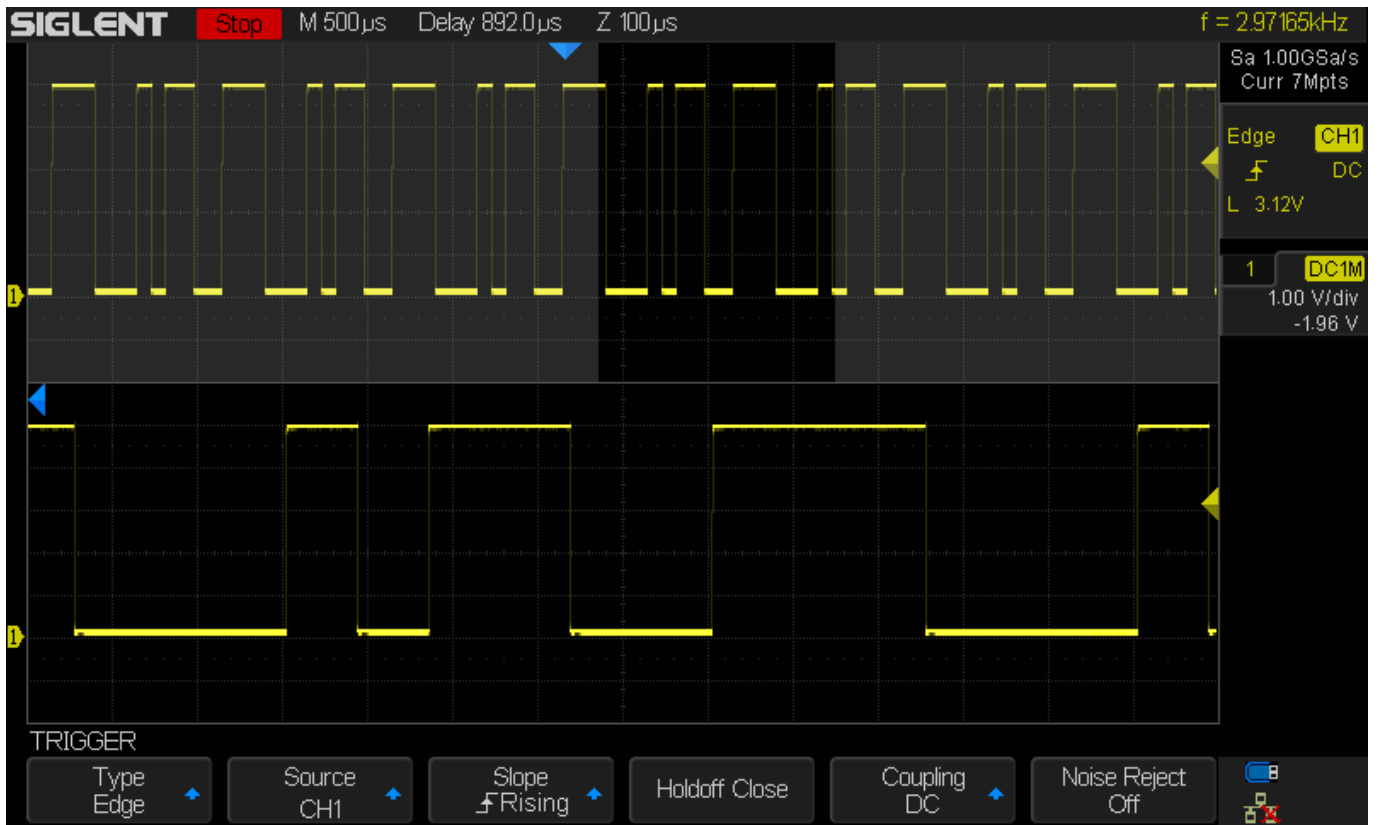 SIGLENT Stop M 500µs Delay 892.0µs Z 100µs f = 2.97165kHz
Sa 1.00GSa/s
Curr 7Mpts
Edge CH1
DC
L 3.12V
1 DC1M
1.00 V/div
-1.96 V
1
1
TRIGGER
Type
Edge
Source
CH1
Slope
Rising
Holdoff Close
Coupling
DC
Noise Reject
Off